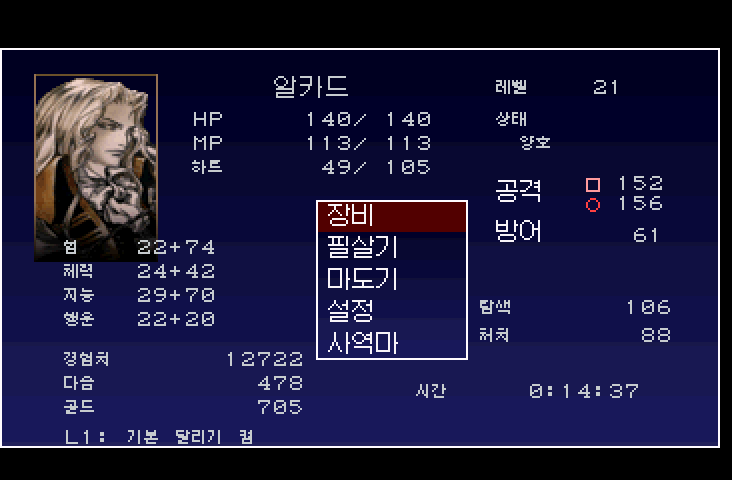 알카드
레벨 21
HP 140/ 140
상태
MP 113/ 113
양호
하트 49/ 105
공격 □ 152
○ 156
방어 61
장비
필살기
마도기
설정
사역마
힘 22+74
체력 24+42
지능 29+70
행운 22+20
탐색 106
처치 88
경험치 12722
다음 478
골드 705
시간 0:14:37
L1: 기본 달리기 컴